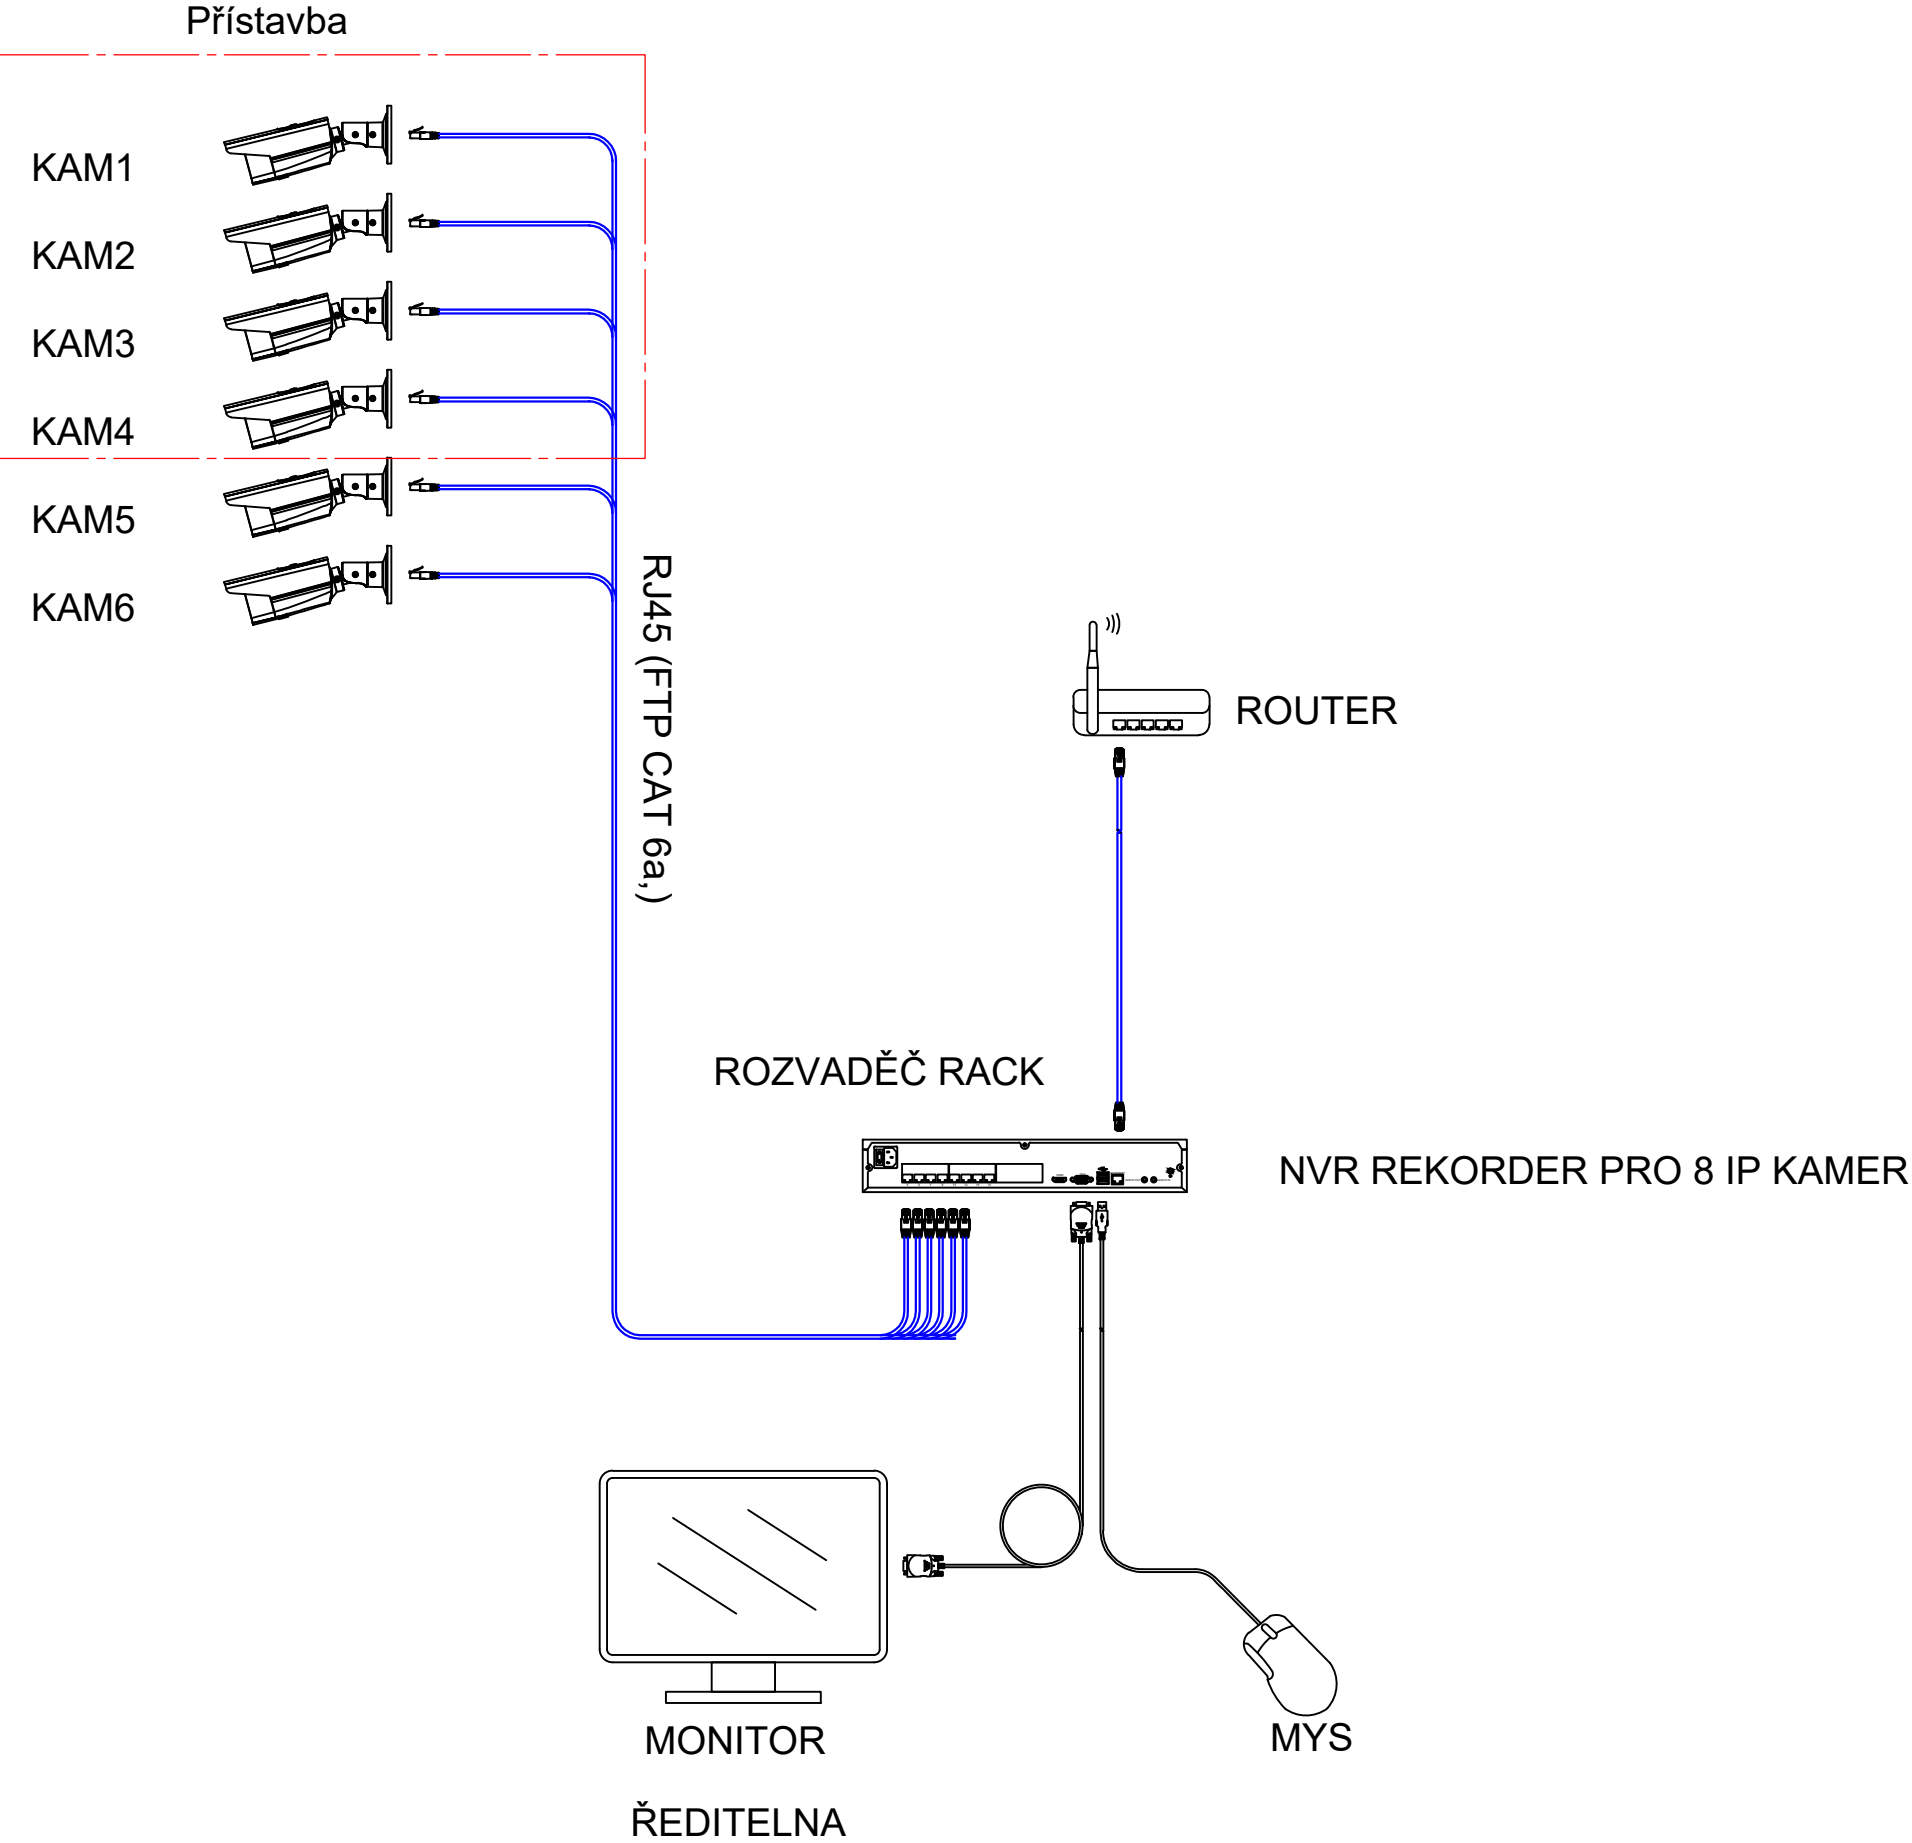 Přístavba
KAM1
KAM2
KAM3
KAM4
KAM5
KAM6
RJ45 (FTP CAT 6a,)
ROUTER
ROZVADĚČ RACK
NVR REKORDER PRO 8 IP KAMER
MONITOR
MYS
ŘEDITELNA